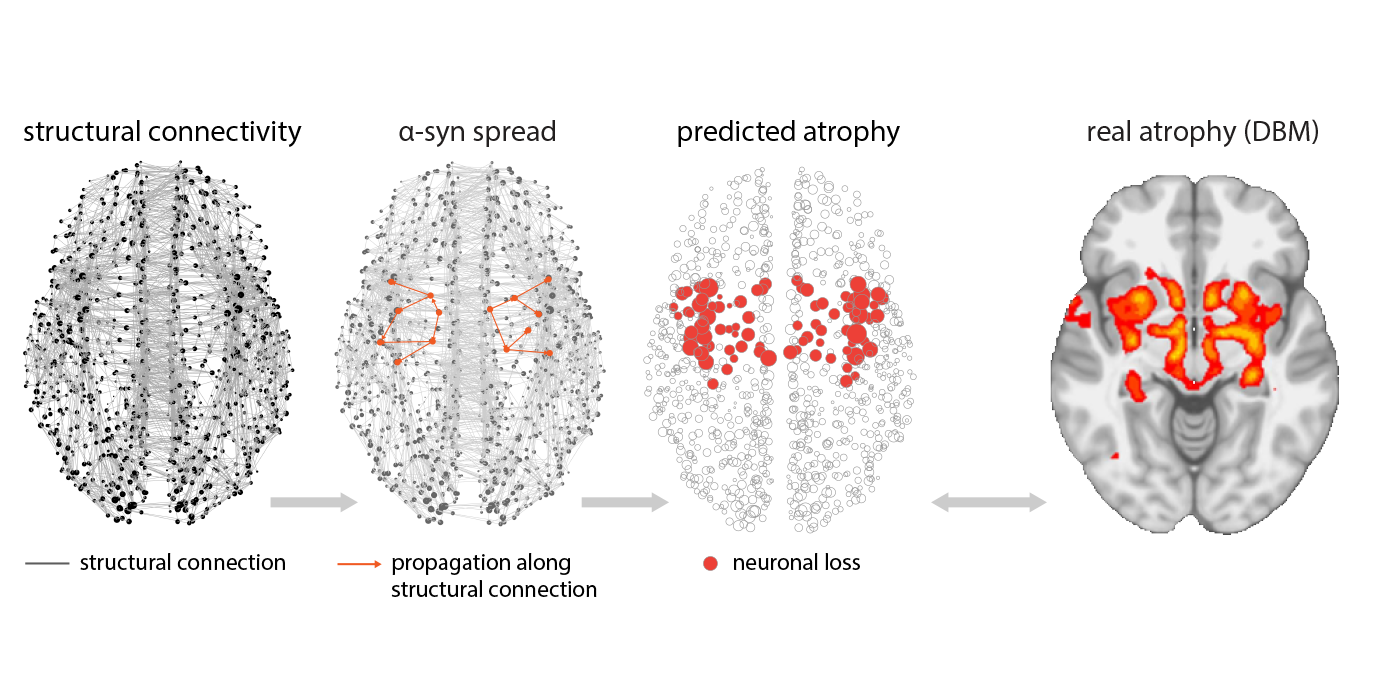 structural connectivity
α-syn spread
predicted atrophy
real atrophy (DBM)
structural connection
propagation along
structural connection
neuronal loss